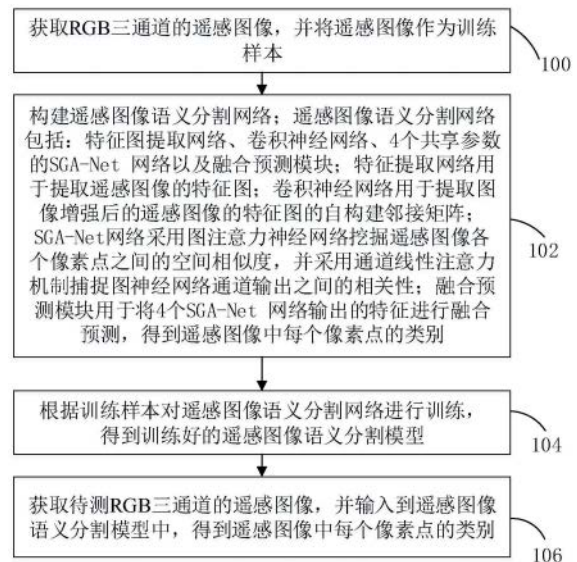 获取RGB三通道的遥感图像，并将遥感图像作为训练
样本
100
构建遥感图像语义分割网络；遥感图像语义分割网络
包括：特征图提取网络、卷积神经网络、4个共享参数
的SGA-Net 网络以及融合预测模块；特征提取网络用
于提取遥感图像的特征图；卷积神经网络用于提取图
像增强后的遥感图像的特征图的自构建邻接矩阵；
SGA-Net网络采用图注意力神经网络挖掘遥感图像各
个像素点之间的空间相似度，并采用通道线性注意力
机制捕捉图神经网络通道输出之间的相关性；融合预
测模块用于将4个SGA-Net 网络输出的特征进行融合
预测，得到遥感图像中每个像素点的类别
102
根据训练样本对遥感图像语义分割网络进行训练，
得到训练好的遥感图像语义分割模型
104
获取待测RGB三通道的遥感图像，并输入到遥感图像
语义分割模型中，得到遥感图像中每个像素点的类别
106